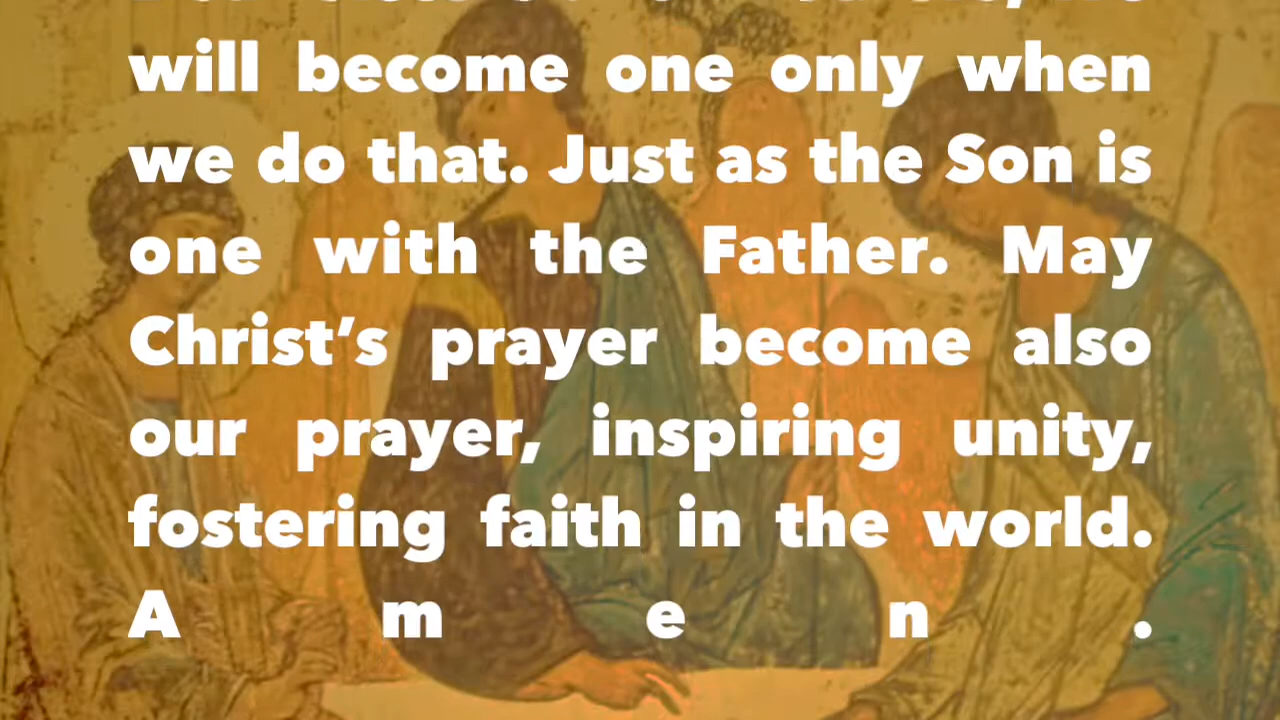 will become one only when
we do that. Just as the Son is
one with the Father. May
Christ’s prayer become also
our prayer, inspiring unity,
fostering faith in the world.
Amen.